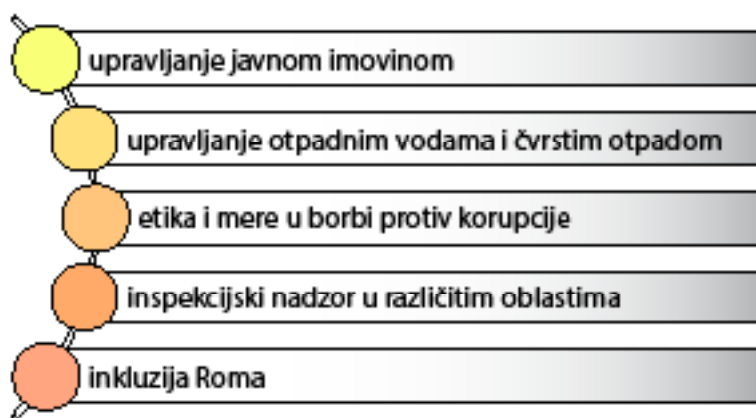 upravljanje javnom imovinom
upravljanje otpadnim vodama i čvrstim otpadom
etika i mere u borbi protiv korupcije
inspekcijski nadzor u različitim oblastima
inkluzija Roma